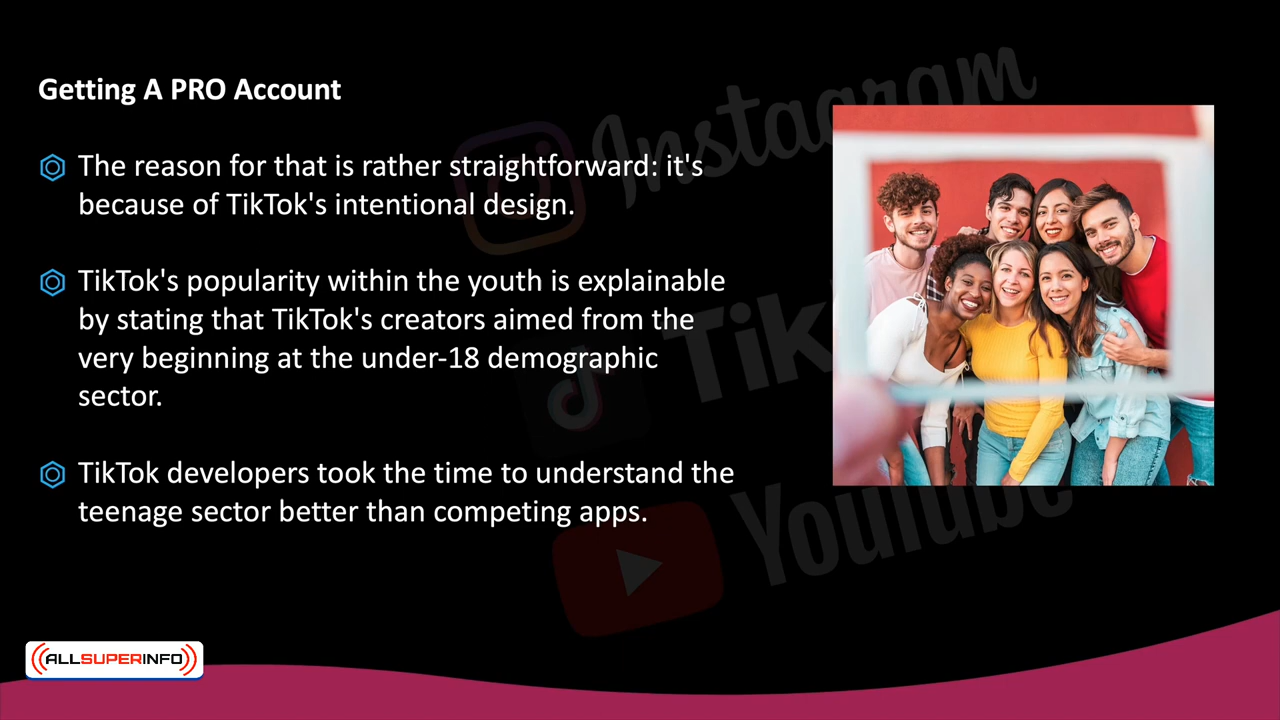 Getting A PRO Account
The reason for that is rather straightforward: it's
because of TikTok's intentional design.
TikTok's popularity within the youth is explainable
by stating that TikTok's creators aimed from the
very beginning at the under-18 demographic
sector.
TikTok developers took the time to understand the
teenage sector better than competing apps.
Instagram
Tik
Youtube
ALLSUPERINFO